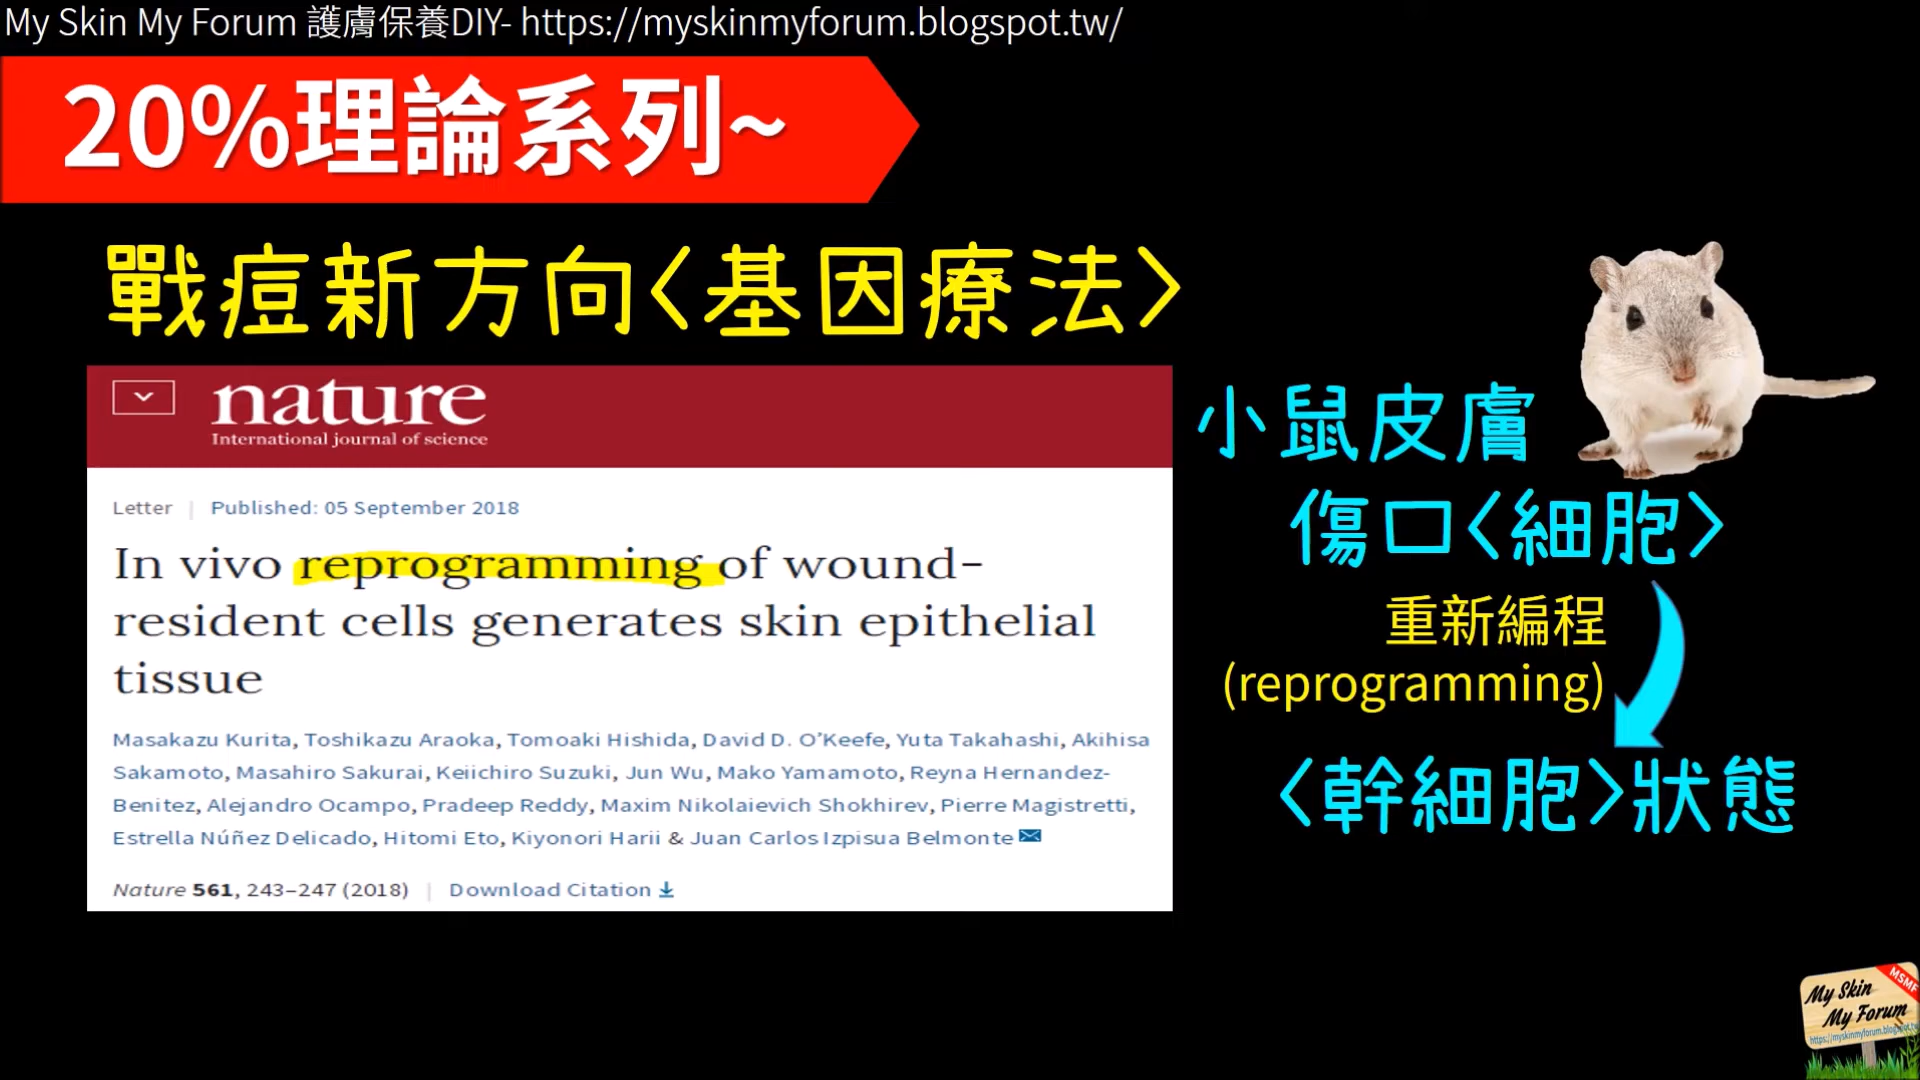 My Skin My Forum 護膚保養DIY- https://myskinmyforum.blogspot.tw/
20%理論系列~
戰痘新方向<基因療法>
nature
International journal of science
Letter | Published: 05 September 2018
In vivo reprogramming of wound-
resident cells generates skin epithelial
tissue
Masakazu Kurita, Toshikazu Araoka, Tomoaki Hishida, David D. O’Keefe, Yuta Takahashi, Akihisa
Sakamoto, Masahiro Sakurai, Keiichiro Suzuki, Jun Wu, Mako Yamamoto, Reyna Hernandez-
Benitez, Alejandro Ocampo, Pradeep Reddy, Maxim Nikolaievich Shokhirev, Pierre Magistretti,
Estrella Núñez Delicado, Hitomi Eto, Kiyonori Harii & Juan Carlos Izpisua Belmonte
Nature 561, 243–247 (2018) | Download Citation
小鼠皮膚
傷口<細胞>
重新編程
(reprogramming)
<幹細胞>狀態
MSMF
My Skin
My Forum
https://myskinmyforum.blogspot.tw